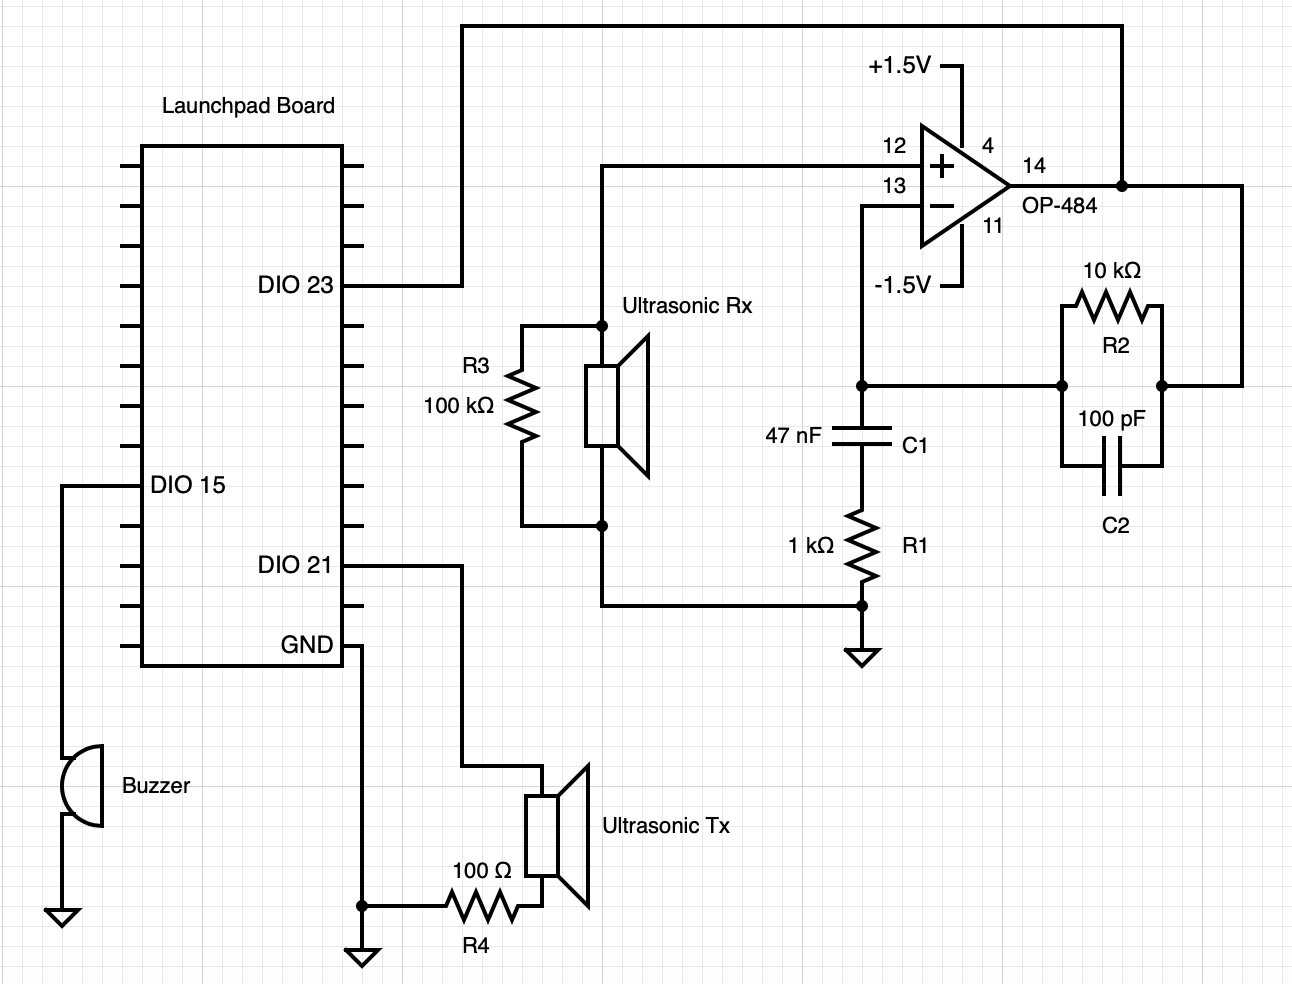 +1.5V
Launchpad Board
12
4
14
13
OP-484
11
10 kΩ
DIO 23
-1.5V
Ultrasonic Rx
R2
R3
100 kΩ
100 pF
47 nF
C1
DIO 15
C2
1 kΩ
R1
DIO 21
GND
Buzzer
Ultrasonic Tx
100 Ω
R4